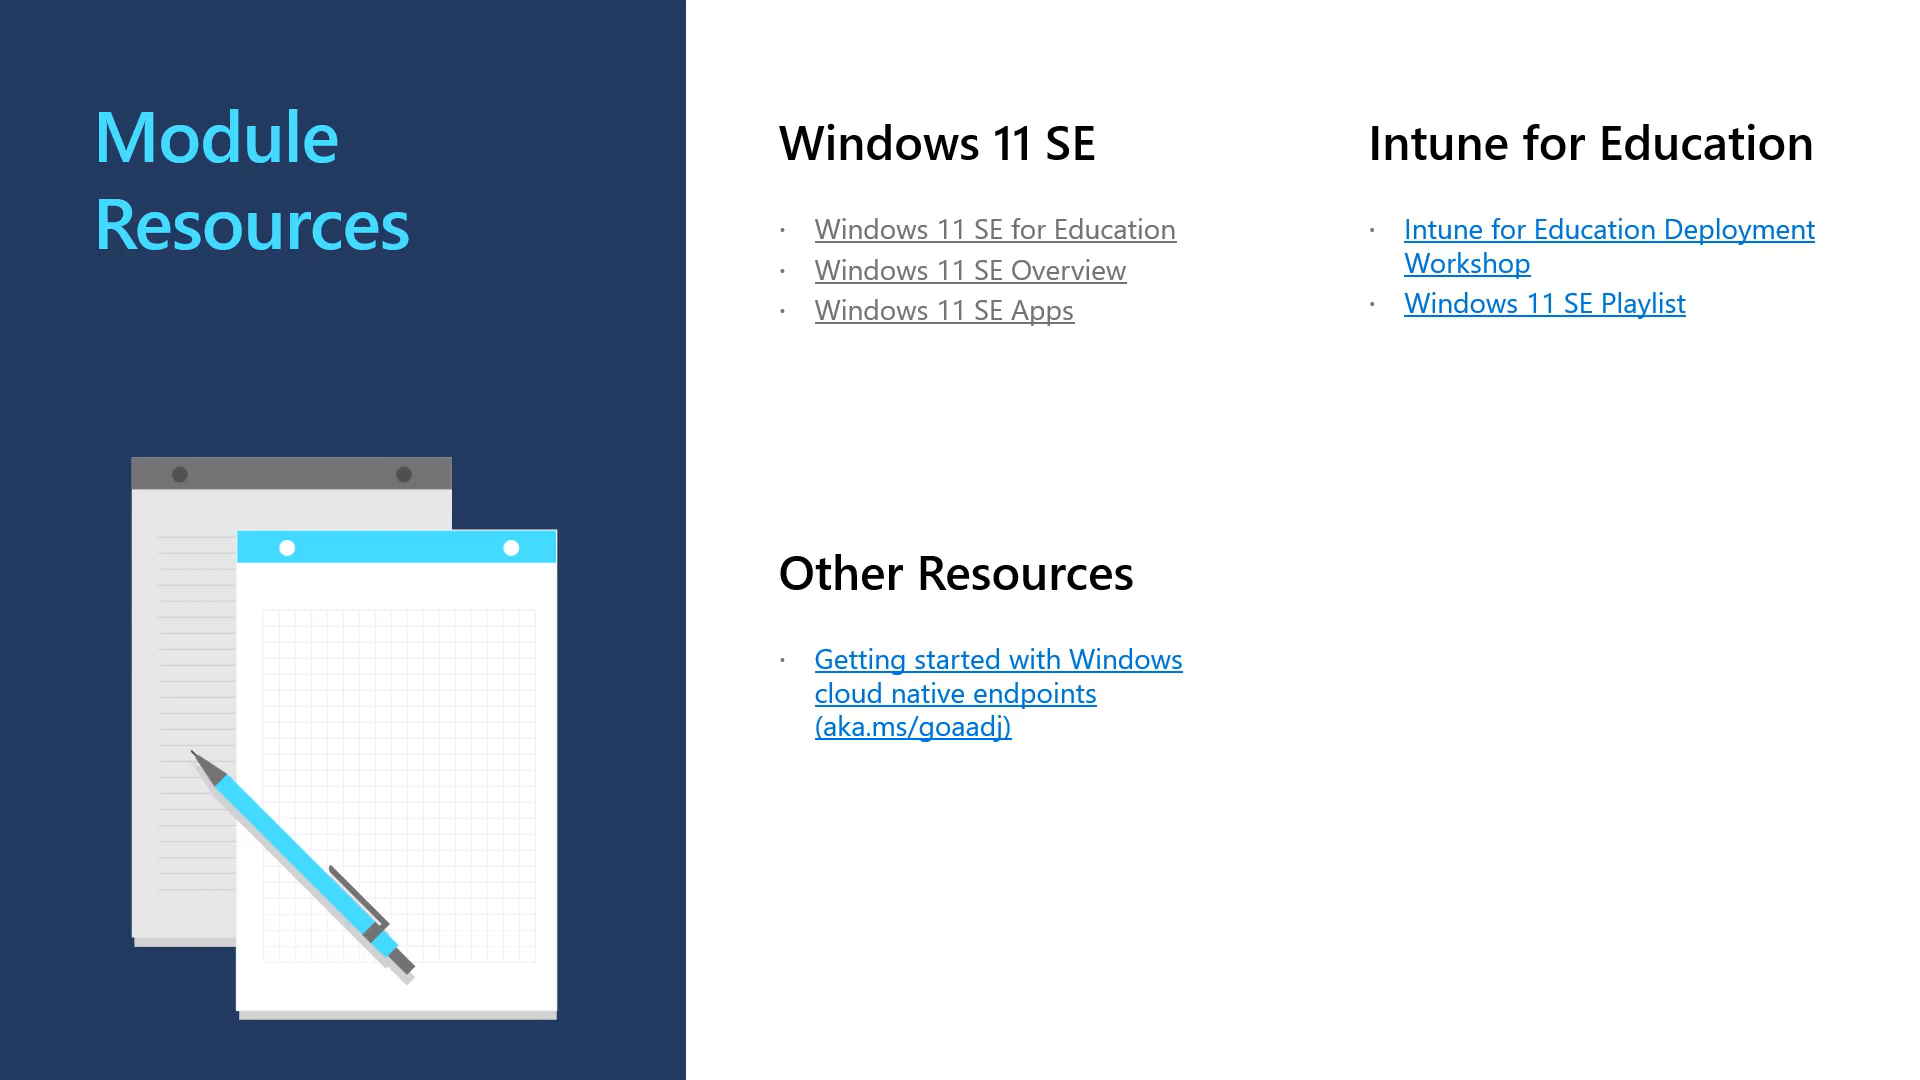 Module
Resources
Windows 11 SE
· Windows 11 SE for Education
· Windows 11 SE Overview
· Windows 11 SE Apps
Intune for Education
· Intune for Education Deployment
Workshop
· Windows 11 SE Playlist
Other Resources
· Getting started with Windows
cloud native endpoints
(aka.ms/goaadj)